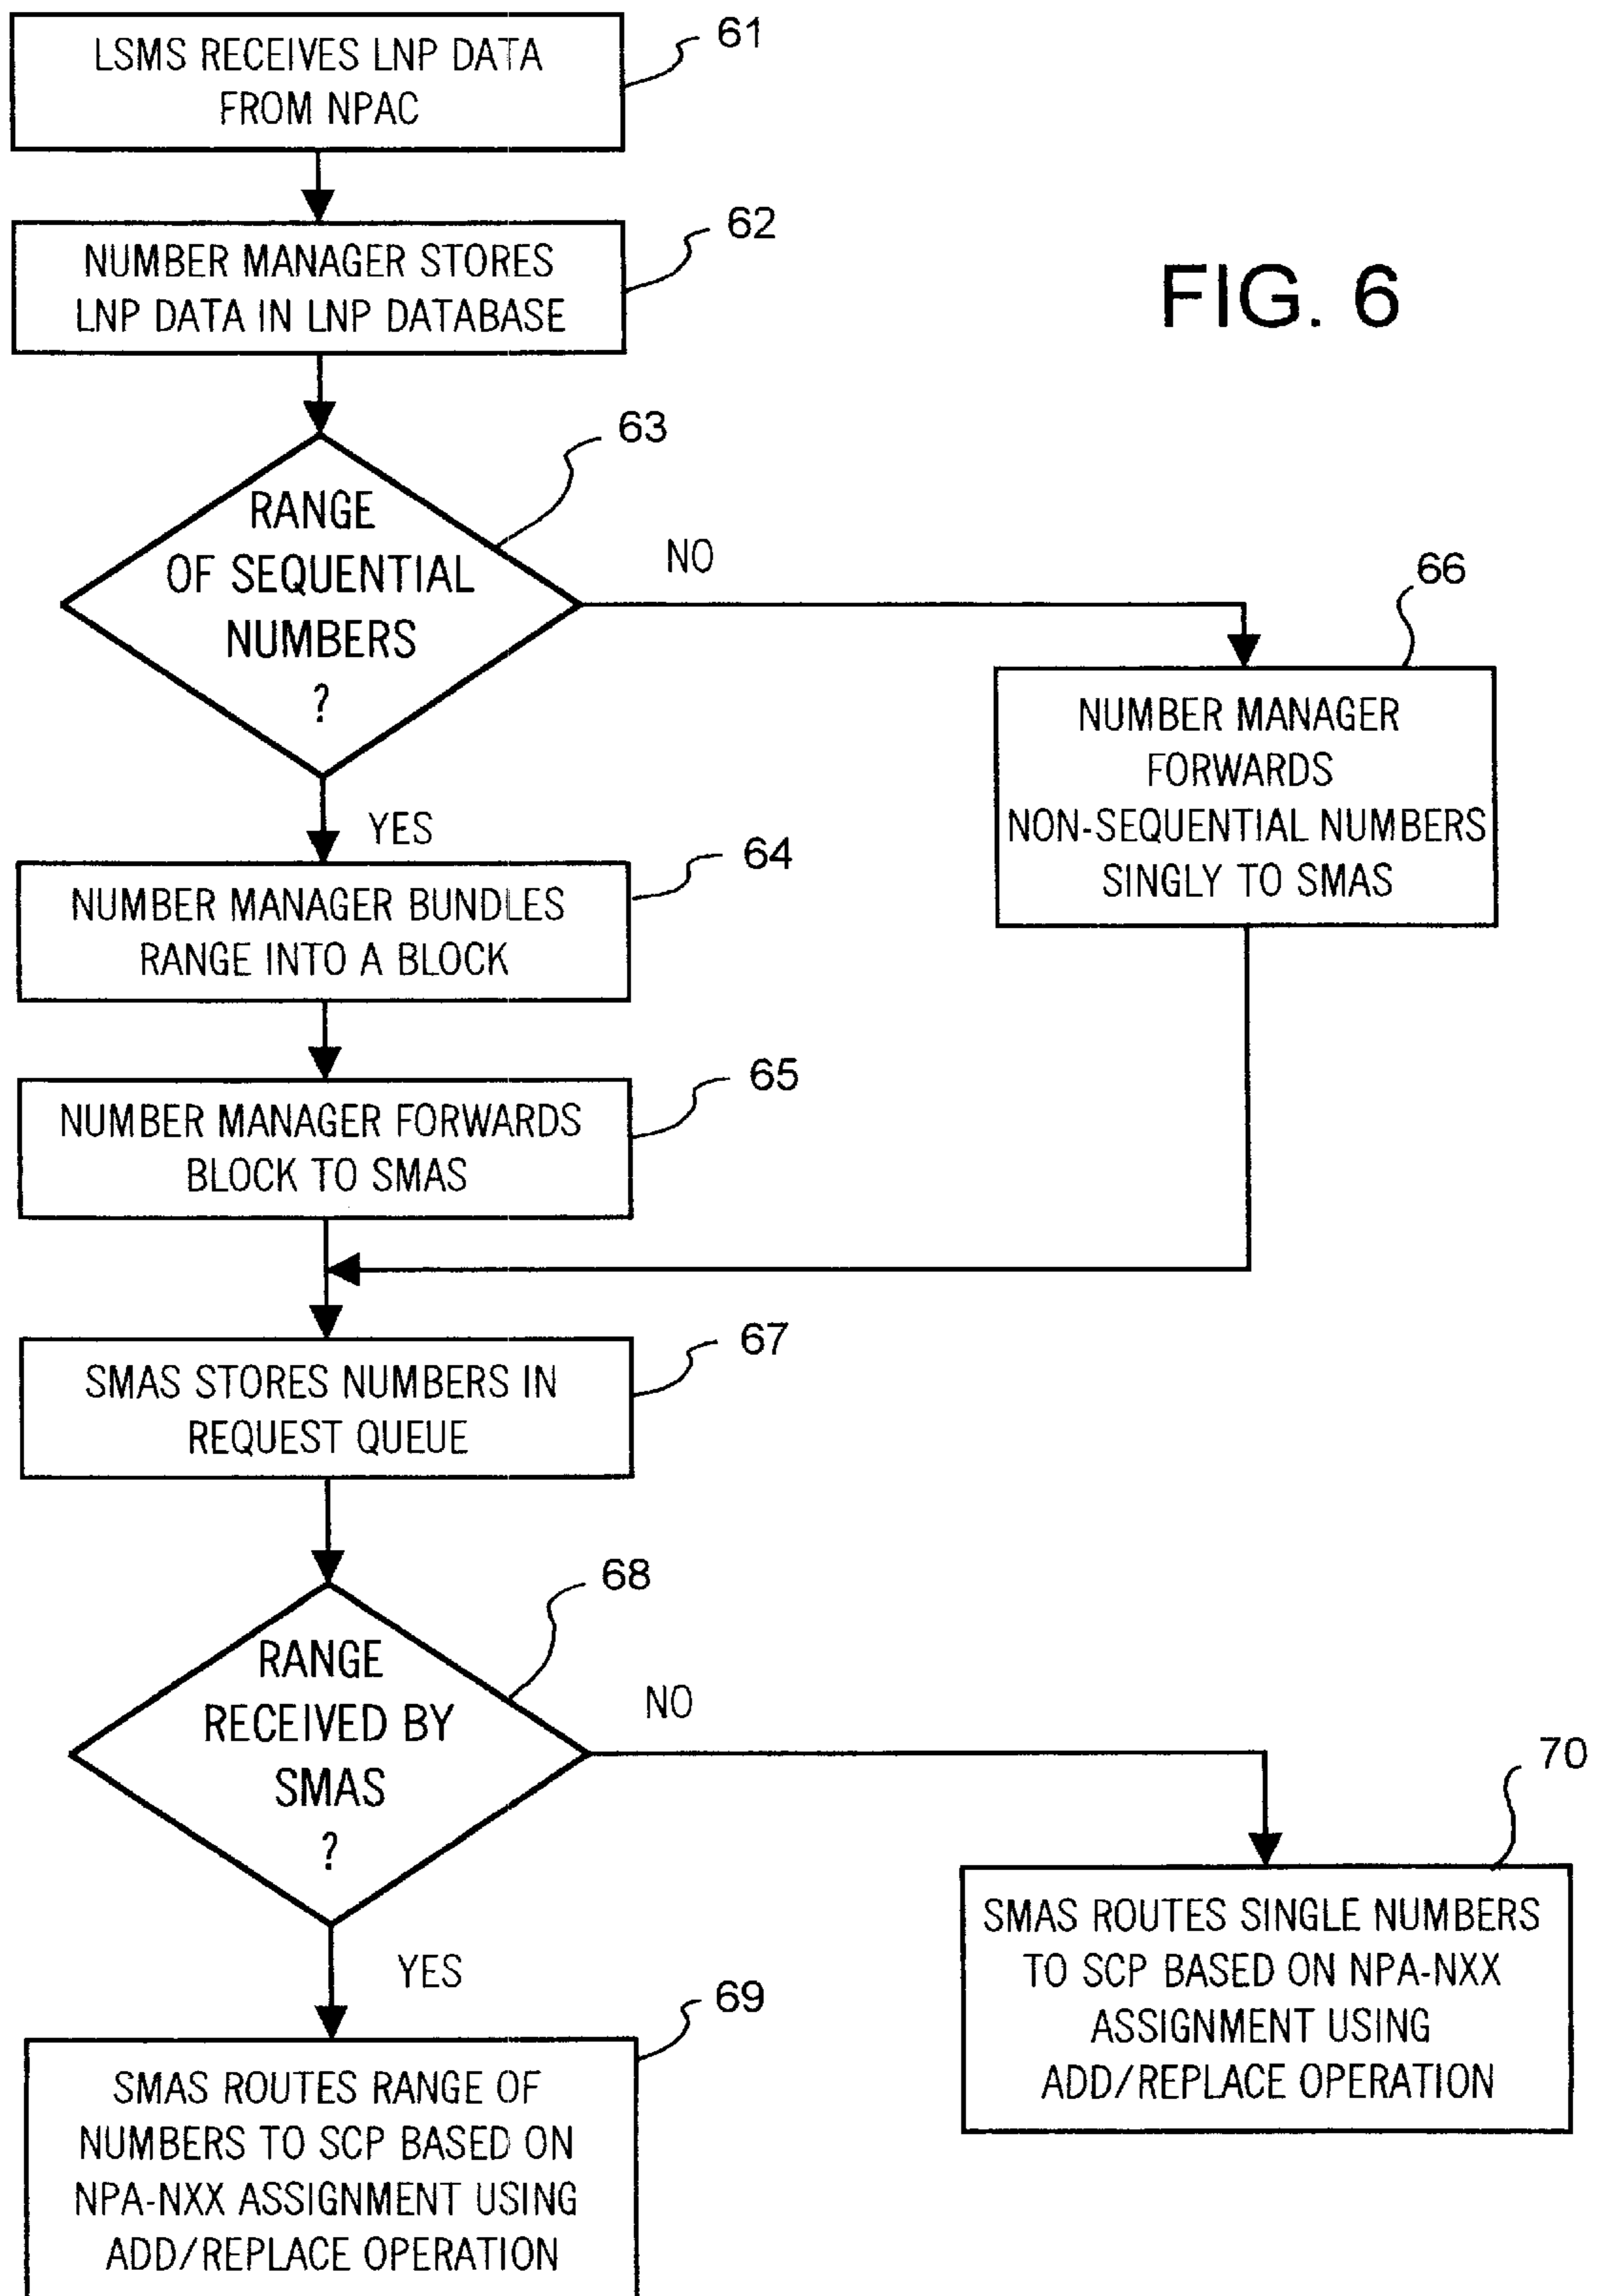 61
LSMS RECEIVES LNP DATA
FROM NPAC
62
NUMBER MANAGER STORES
LNP DATA IN LNP DATABASE
FIG. 6
63
RANGE
OF SEQUENTIAL
NUMBERS
?
NO
YES
66
NUMBER MANAGER
FORWARDS
NON-SEQUENTIAL NUMBERS
SINGLY TO SMAS
64
NUMBER MANAGER BUNDLES
RANGE INTO A BLOCK
65
NUMBER MANAGER FORWARDS
BLOCK TO SMAS
67
SMAS STORES NUMBERS IN
REQUEST QUEUE
68
RANGE
RECEIVED BY
SMAS
?
NO
YES
70
SMAS ROUTES SINGLE NUMBERS
TO SCP BASED ON NPA-NXX
ASSIGNMENT USING
ADD/REPLACE OPERATION
69
SMAS ROUTES RANGE OF
NUMBERS TO SCP BASED ON
NPA-NXX ASSIGNMENT USING
ADD/REPLACE OPERATION